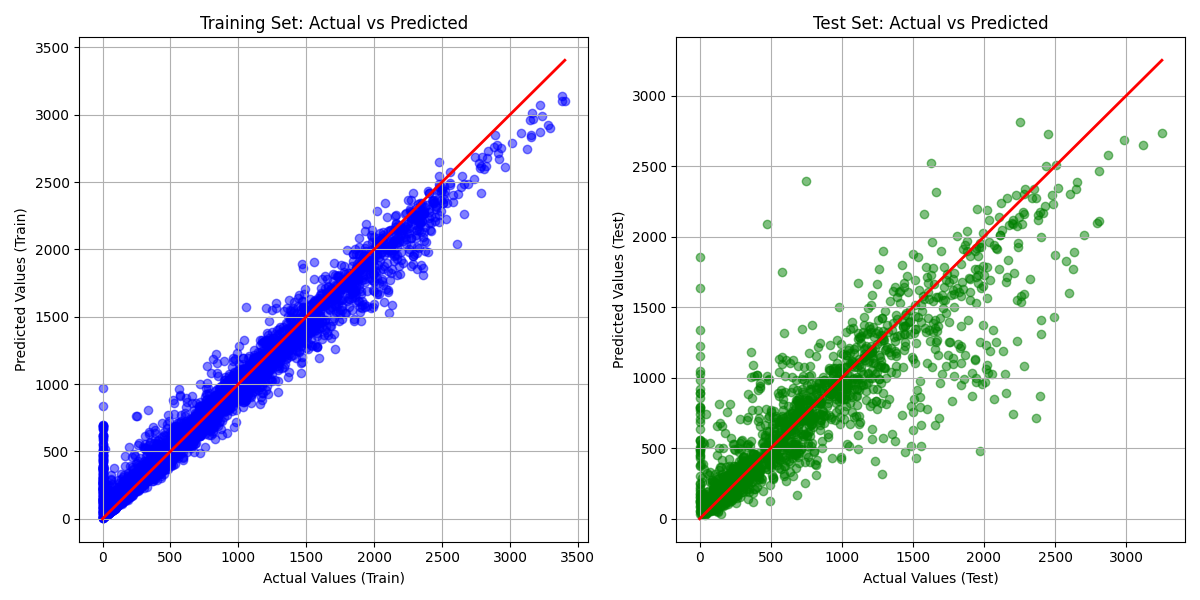 Training Set: Actual vs Predicted
3500
3000
2500
2000
1500
1000
500
0
Predicted Values (Train)
0 500 1000 1500 2000 2500 3000 3500
Actual Values (Train)
Test Set: Actual vs Predicted
3000
2500
2000
1500
1000
500
0
Predicted Values (Test)
0 500 1000 1500 2000 2500 3000
Actual Values (Test)